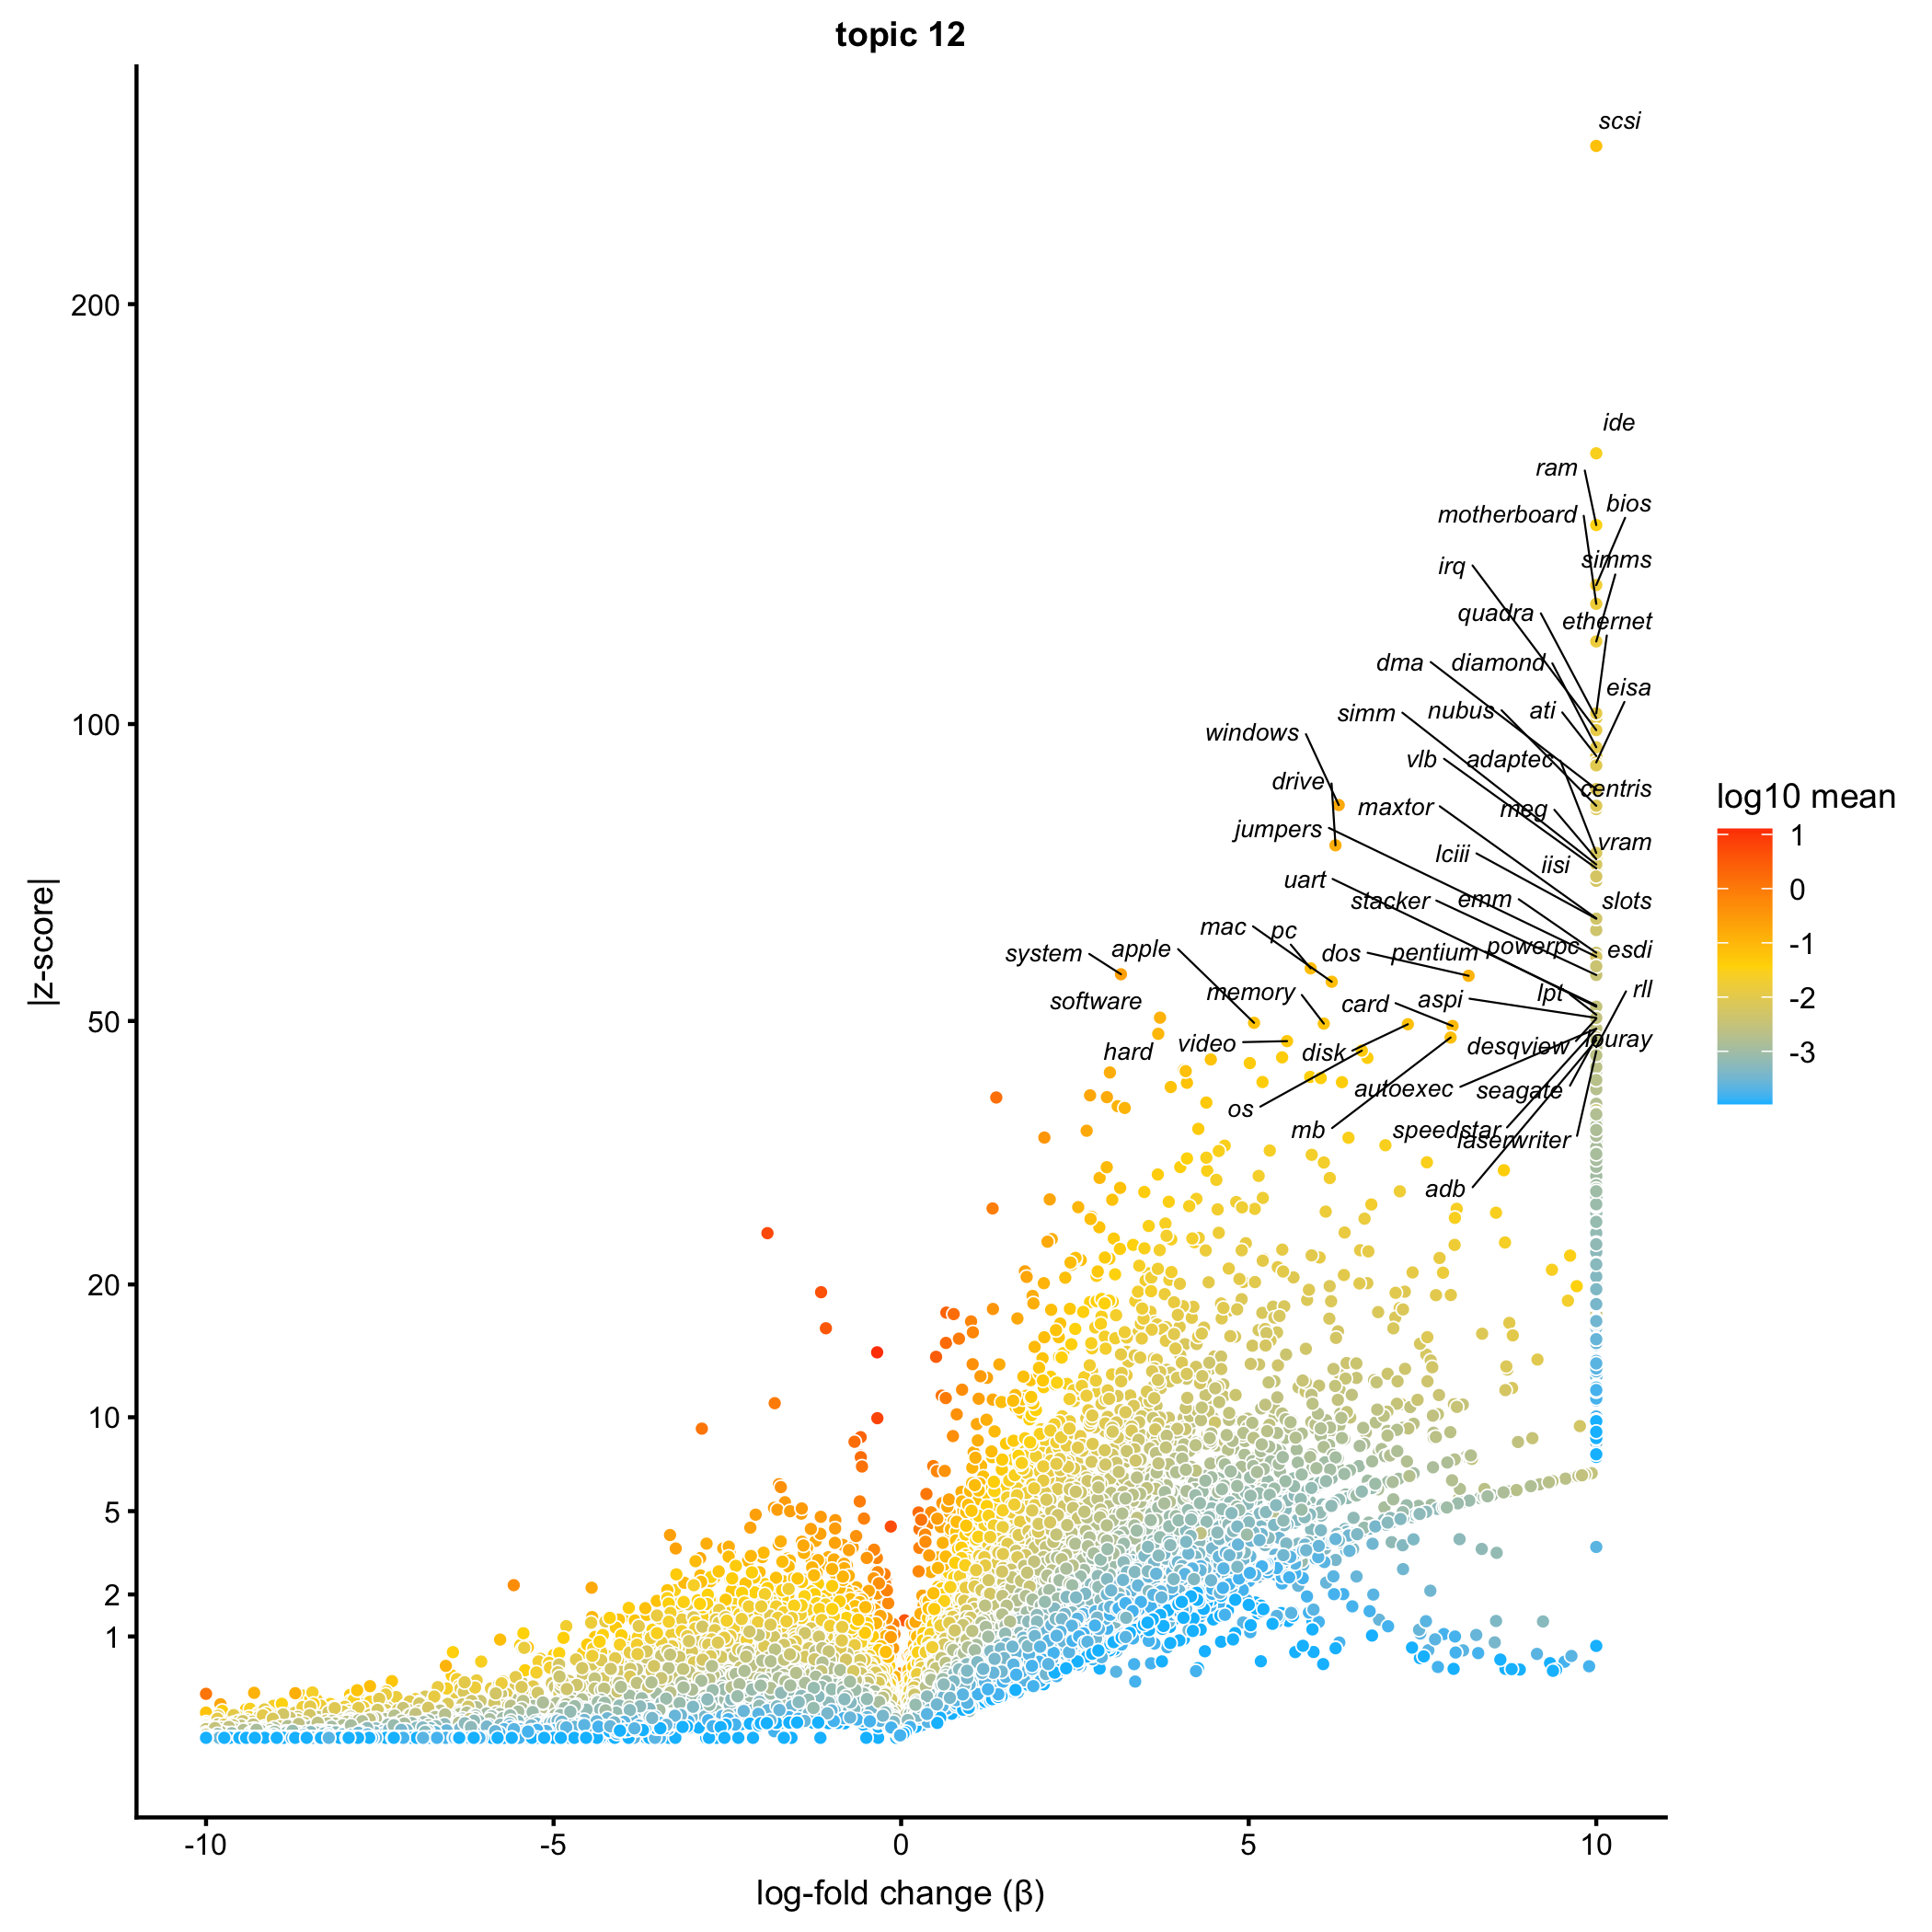 topic 12
scsi
200
ide
ram
bios
motherboard
simms
irq
quadra
ethernet
dma
diamond
eisa
simm
nubus
ati
100
windows
vlb
adaptec
drive
centris
log10 mean
maxtor
meg
jumpers
vram
1
lciii
iisi
uart
0
stacker
emm
slots
|z-score|
mac
pc
-1
system
apple
dos
pentium
powerpc
esdi
software
memory
card
aspi
lpt
rll
-2
50
hard
video
disk
desqview
fouray
-3
autoexec
seagate
os
mb
speedstar
laserwriter
adb
20
10
5
2
1
-10
-5
0
5
10
log-fold change (β)